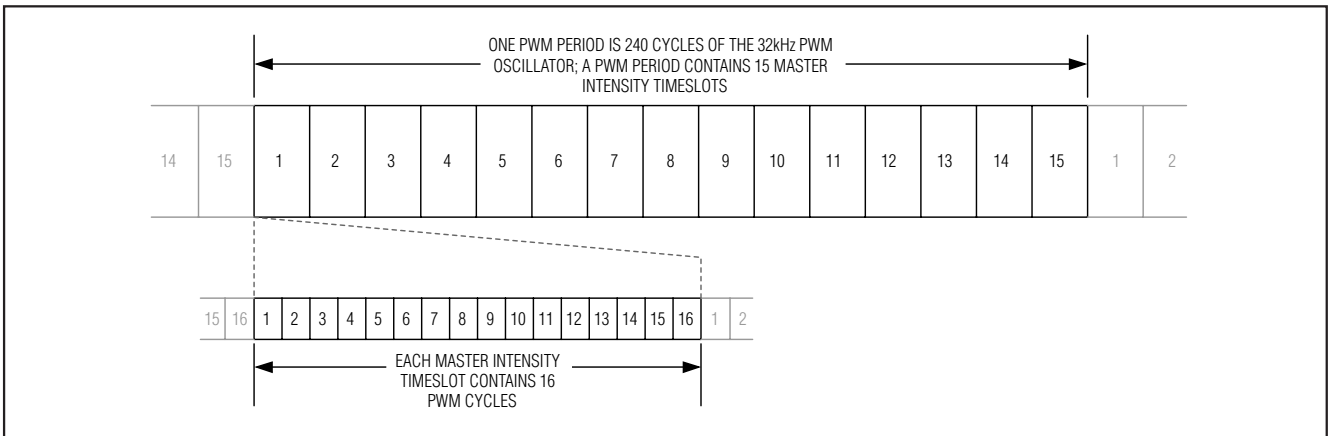 ONE PWM PERIOD IS 240 CYCLES OF THE 32kHz PWM
OSCILLATOR; A PWM PERIOD CONTAINS 15 MASTER
INTENSITY TIMESLOTS
14 15 1 2 3 4 5 6 7 8 9 10 11 12 13 14 15 1 2
15 16 1 2 3 4 5 6 7 8 9 10 11 12 13 14 15 16 1 2
EACH MASTER INTENSITY
TIMESLOT CONTAINS 16
PWM CYCLES